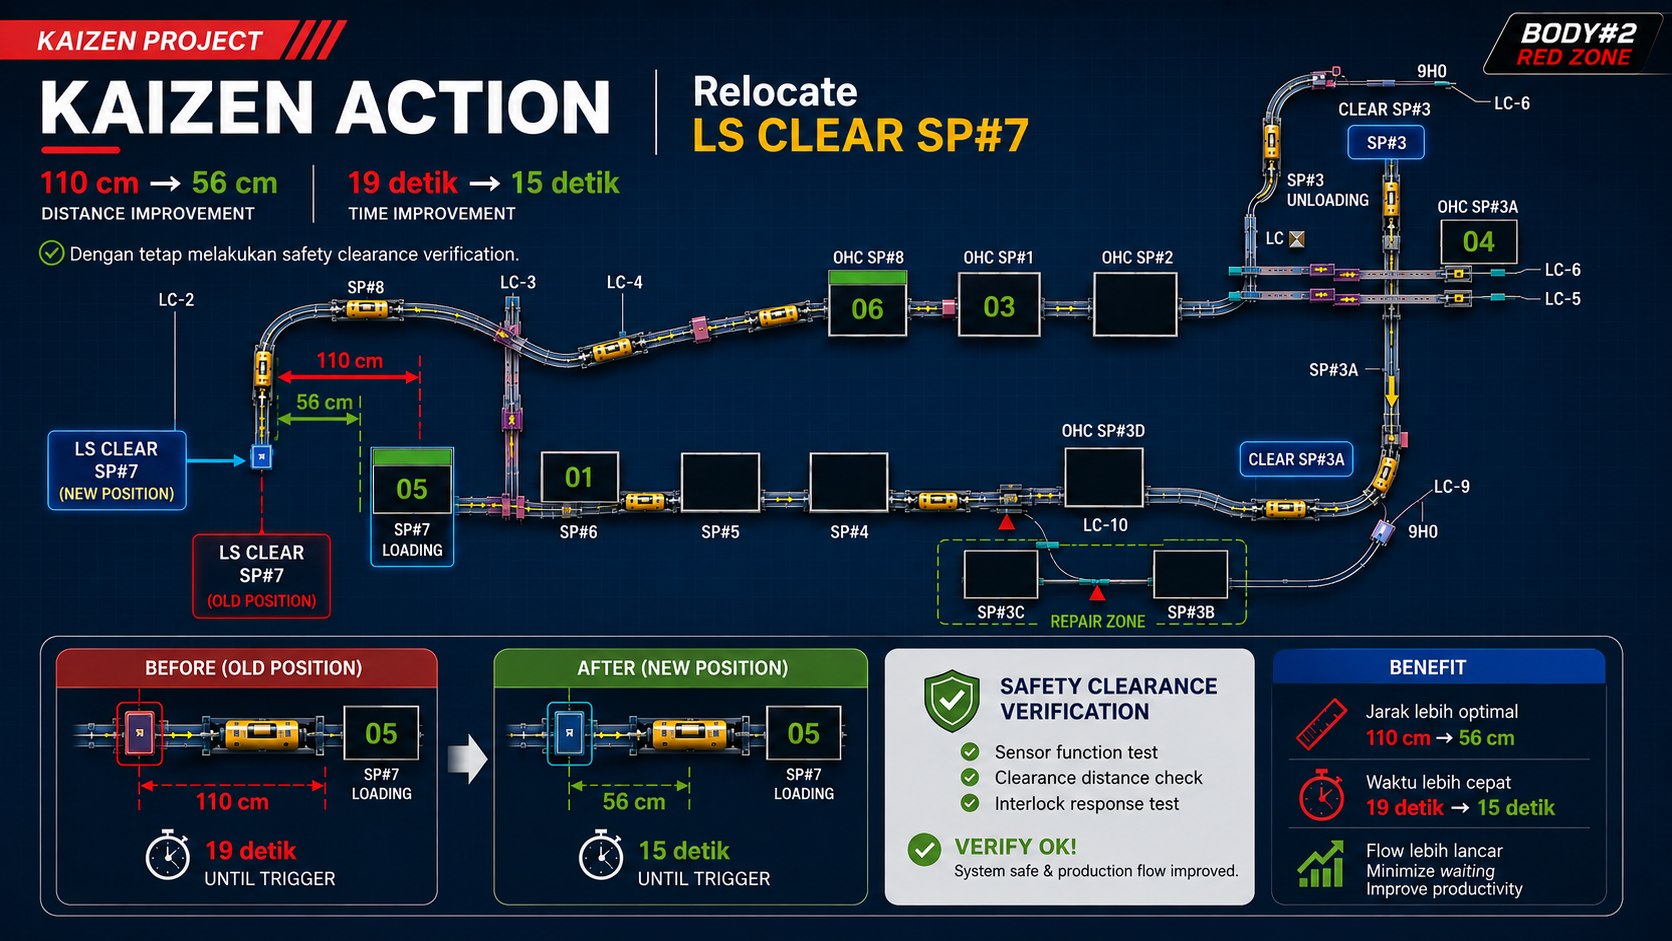 KAIZEN PROJECT
BODY#2
RED ZONE
KAIZEN ACTION
Relocate
LS CLEAR SP#7
110 cm → 56 cm
DISTANCE IMPROVEMENT
19 detik → 15 detik
TIME IMPROVEMENT
Dengan tetap melakukan safety clearance verification.
9H0
LC-6
CLEAR SP#3
SP#3
SP#3
UNLOADING
OHC SP#3A
04
LC
LC-6
LC-5
OHC SP#8
06
OHC SP#1
03
OHC SP#2
LC-2
SP#8
LC-3
LC-4
110 cm
56 cm
SP#3A
LS CLEAR
SP#7
(NEW POSITION)
LS CLEAR
SP#7
(OLD POSITION)
05
SP#7
LOADING
01
SP#6
SP#5
SP#4
OHC SP#3D
LC-10
CLEAR SP#3A
LC-9
9H0
SP#3C
SP#3B
REPAIR ZONE
BEFORE (OLD POSITION)
05
SP#7
LOADING
110 cm
19 detik
UNTIL TRIGGER
AFTER (NEW POSITION)
05
SP#7
LOADING
56 cm
15 detik
UNTIL TRIGGER
SAFETY CLEARANCE
VERIFICATION
Sensor function test
Clearance distance check
Interlock response test
VERIFY OK!
System safe & production flow improved.
BENEFIT
Jarak lebih optimal
110 cm → 56 cm
Waktu lebih cepat
19 detik → 15 detik
Flow lebih lancar
Minimize waiting
Improve productivity